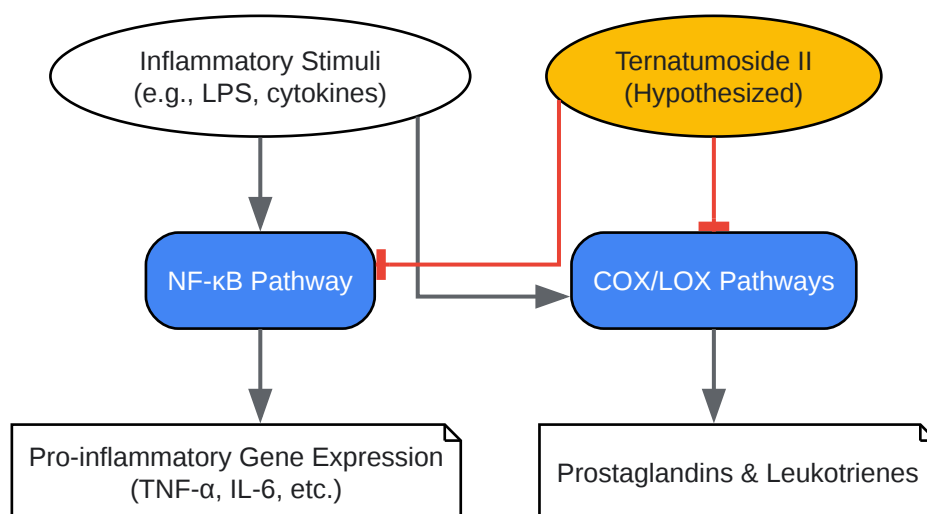 Inflammatory Stimuli
(e.g., LPS, cytokines)
Ternatumoside II
(Hypothesized)
NF-κB Pathway
COX/LOX Pathways
Pro-inflammatory Gene Expression
(TNF-α, IL-6, etc.)
Prostaglandins & Leukotrienes